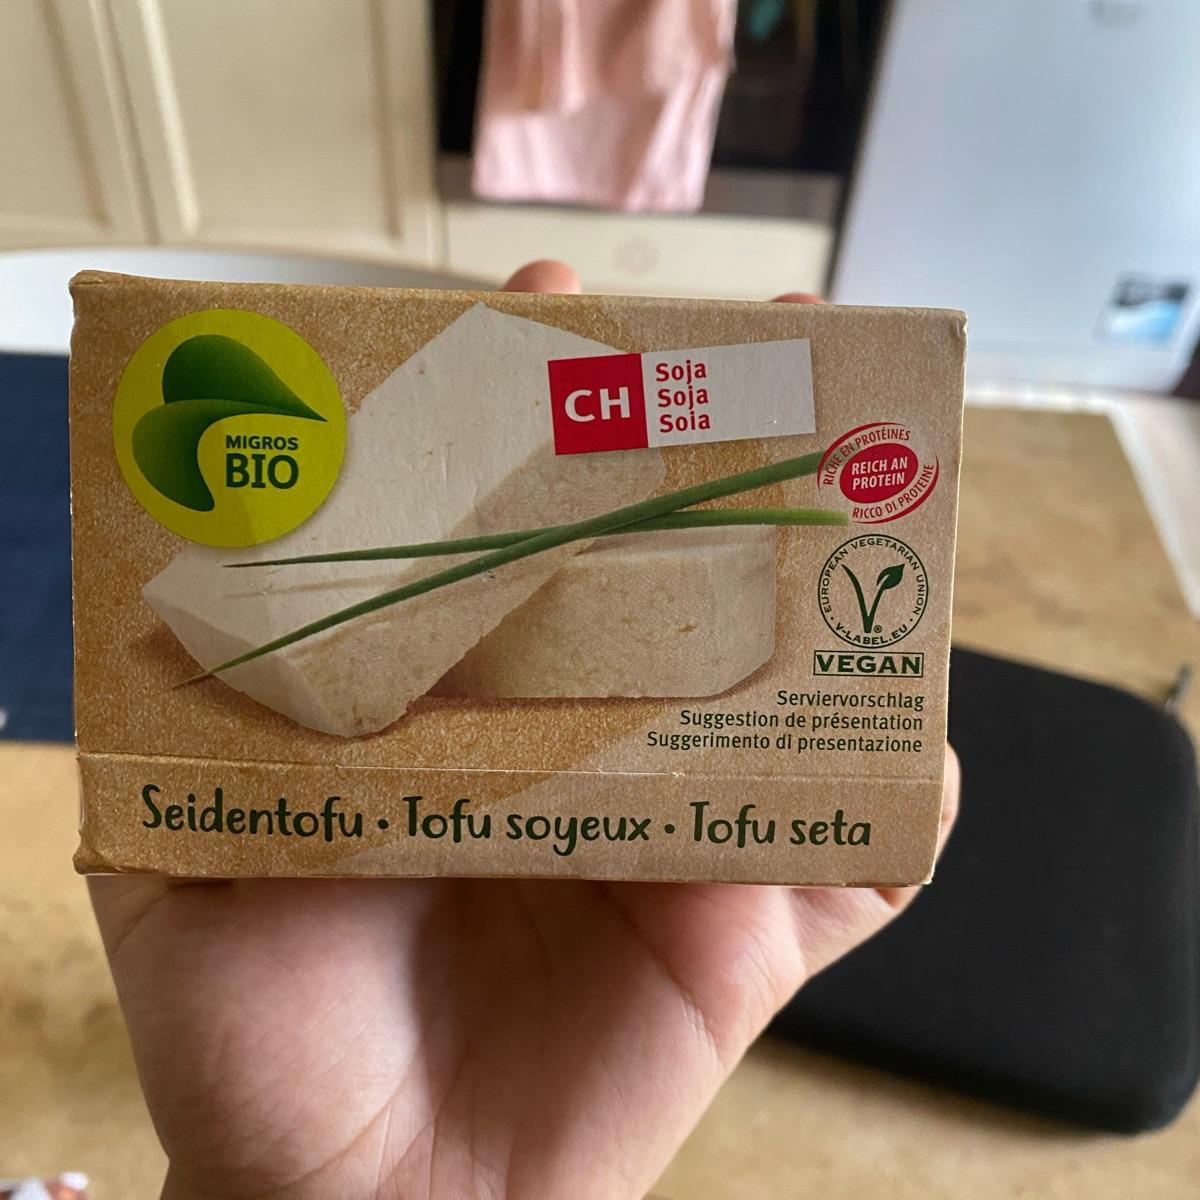 MIGROS
BIO
CH
Soja
Soja
Soia
RICHE EN PROTÉINES
REICH AN
PROTEIN
RICCO DI PROTEINE
EUROPEAN VEGETARIAN UNION
V-LABEL.EU
®
VEGAN
Serviervorschlag
Suggestion de présentation
Suggerimento di presentazione
Seidentofu • Tofu soyeux • Tofu seta